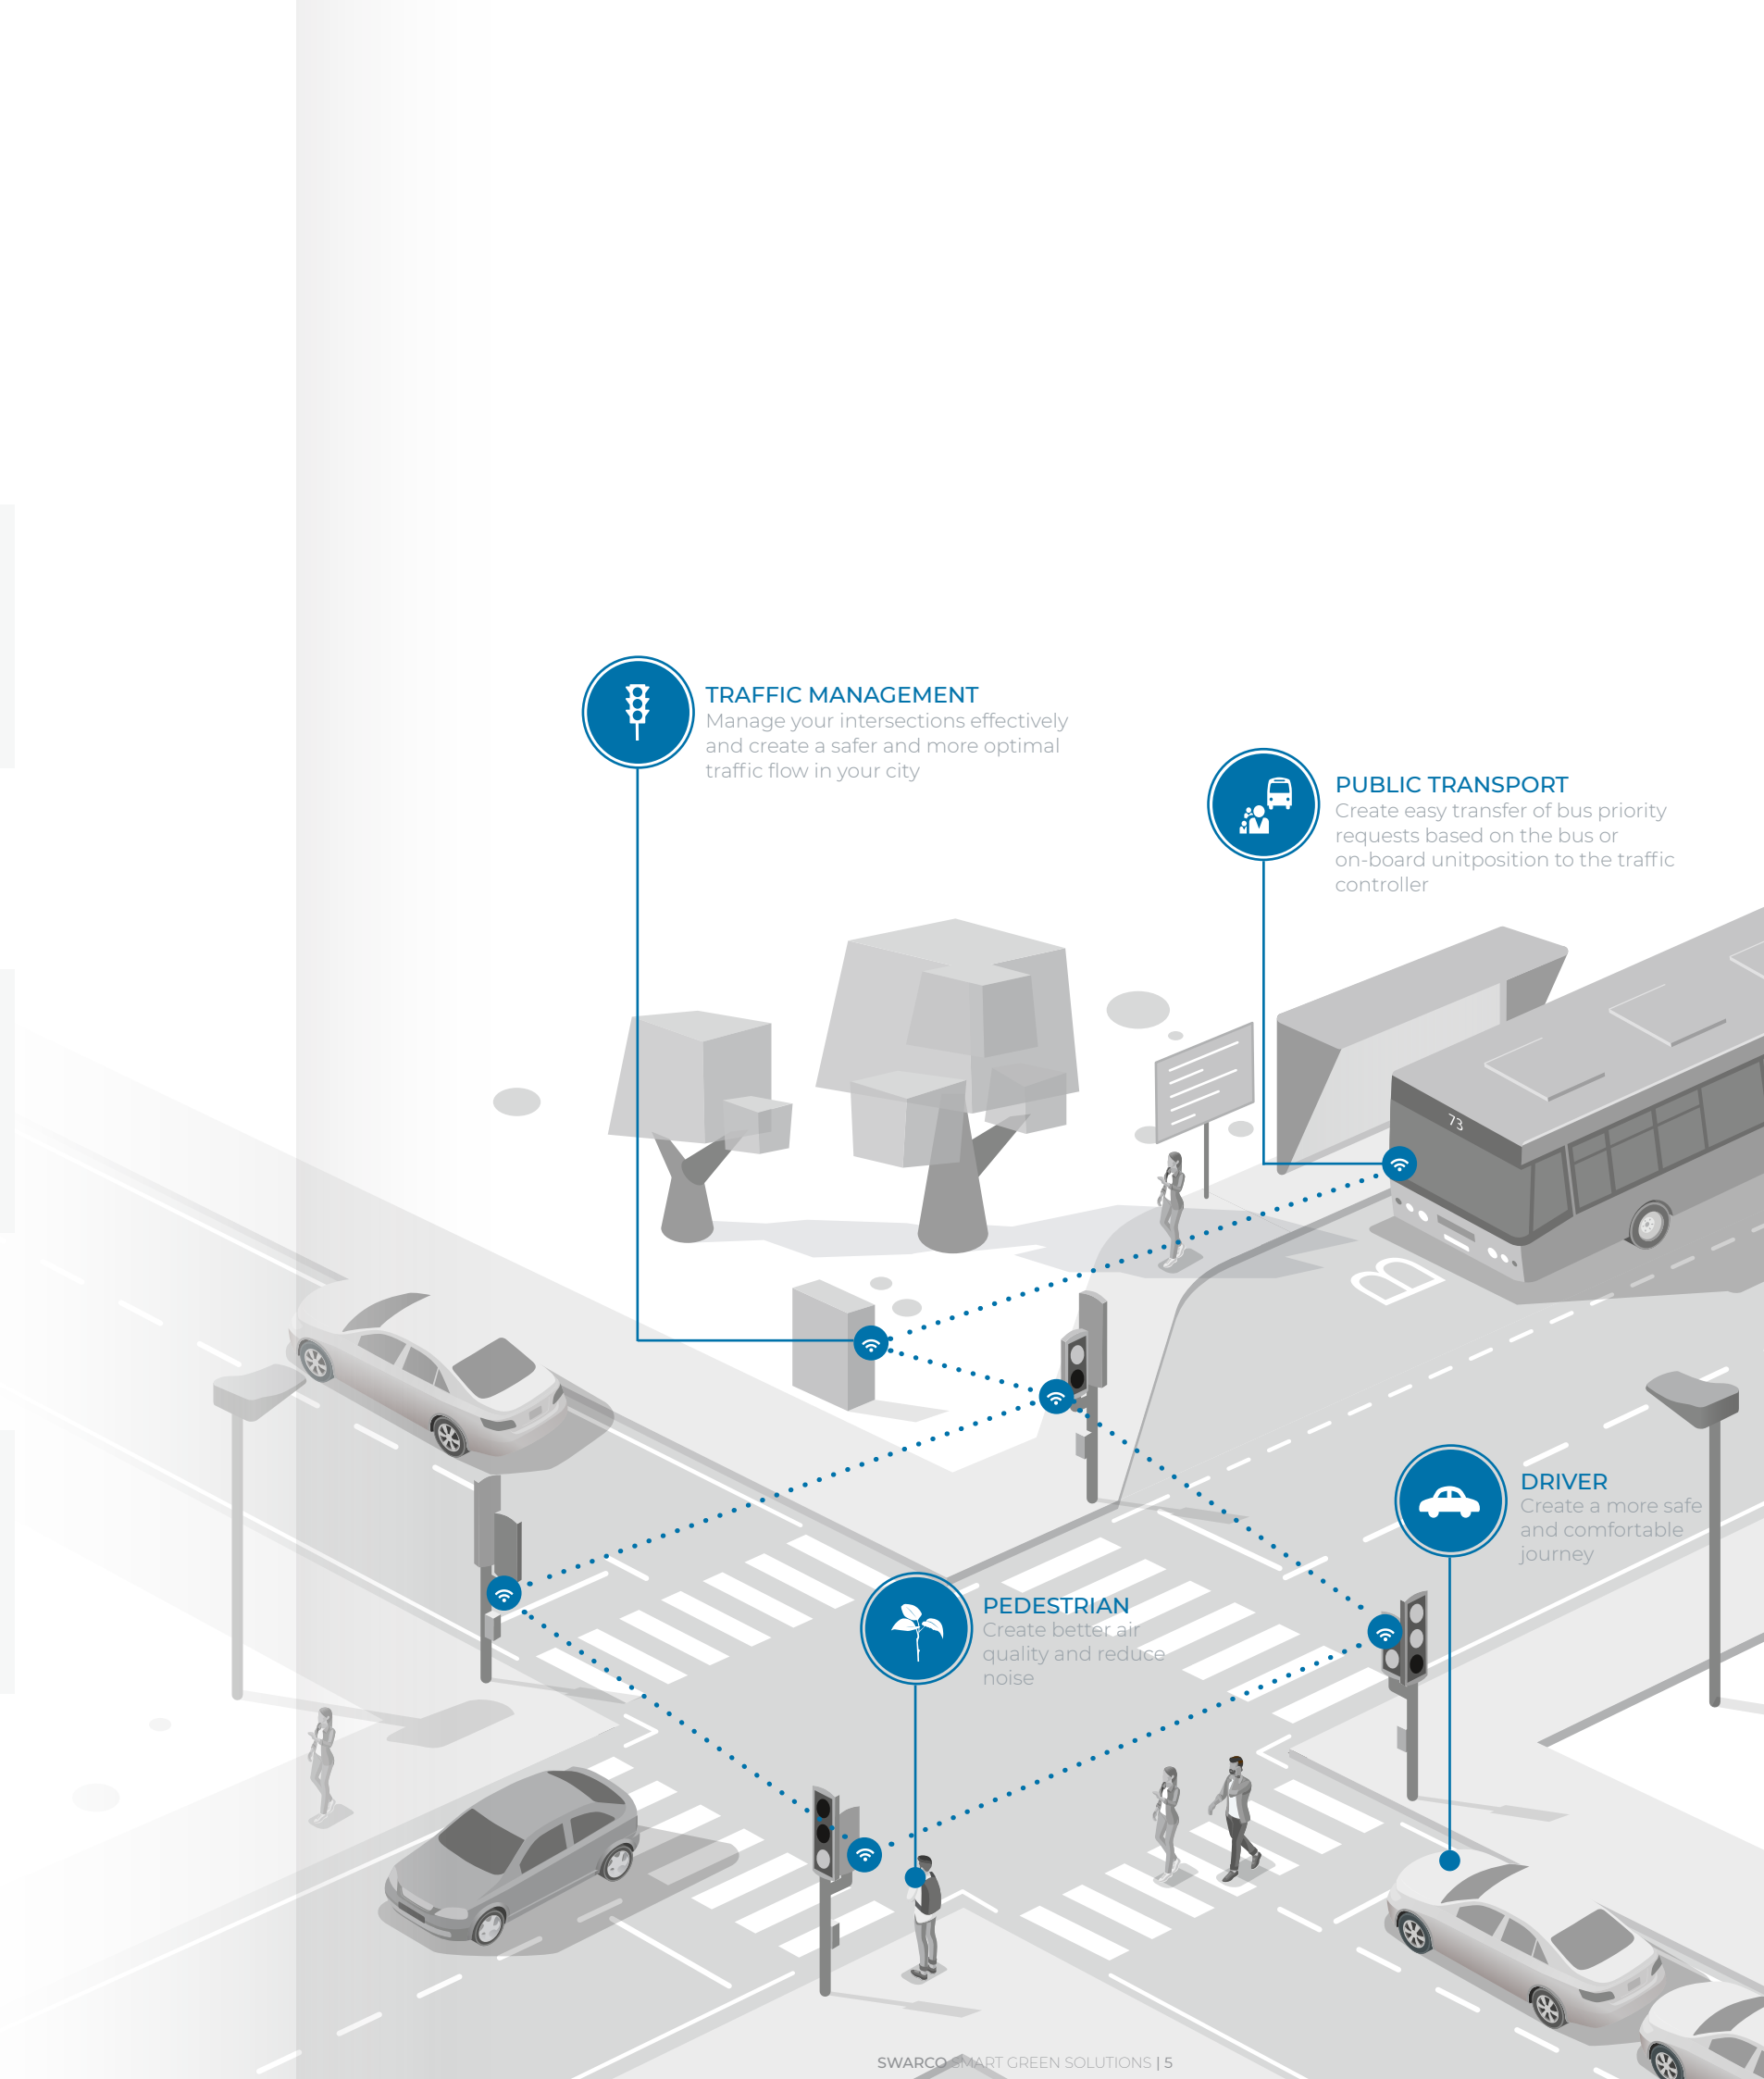 TRAFFIC MANAGEMENT
Manage your intersections effectively
and create a safer and more optimal
traffic flow in your city
PUBLIC TRANSPORT
Create easy transfer of bus priority
requests based on the bus or
on-board unitposition to the traffic
controller
73
B
DRIVER
Create a more safe
and comfortable
journey
PEDESTRIAN
Create better air
quality and reduce
noise
SWARCO SMART GREEN SOLUTIONS | 5